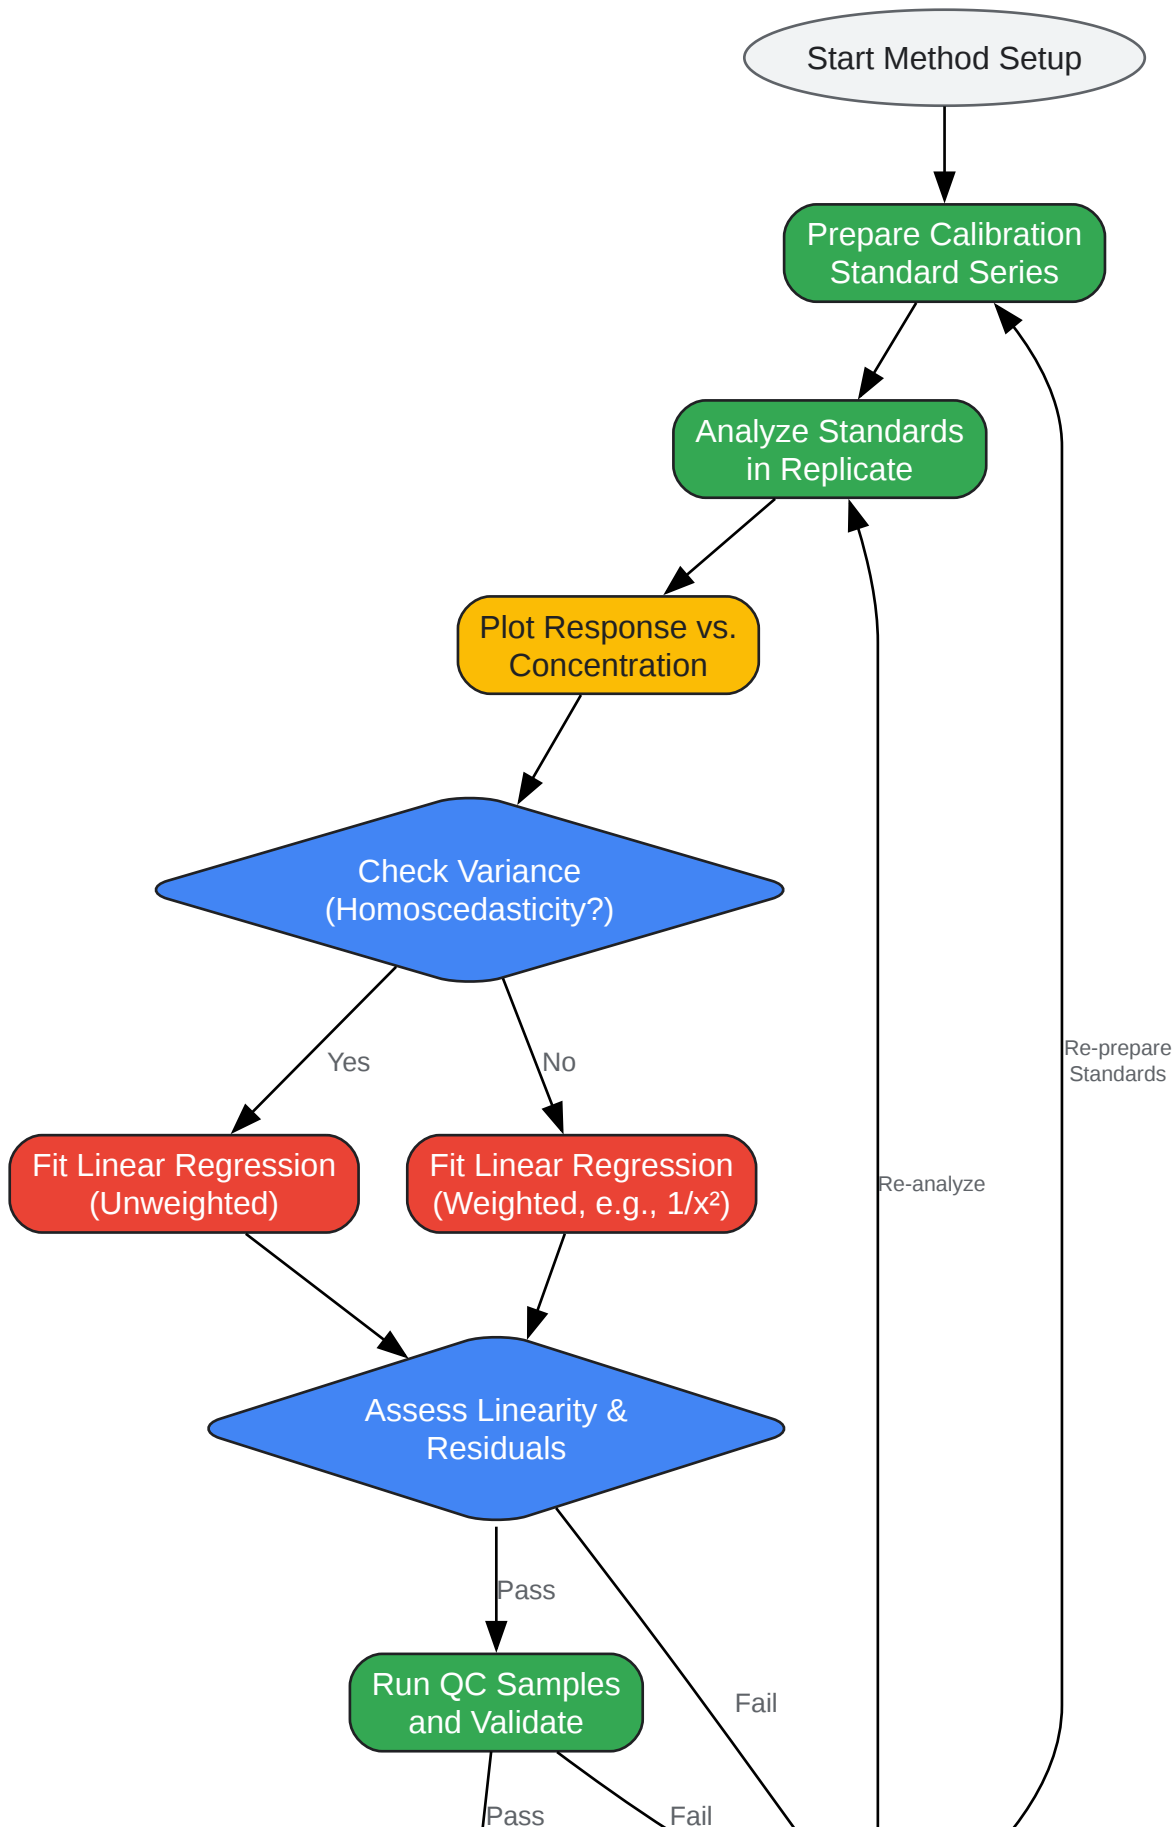 Start Method Setup
Prepare Calibration
Standard Series
Analyze Standards
in Replicate
Plot Response vs.
Concentration
Check Variance
(Homoscedasticity?)
Yes
No
Re-prepare
Standards
Fit Linear Regression
(Unweighted)
Fit Linear Regression
(Weighted, e.g., 1/x²)
Re-analyze
Assess Linearity &
Residuals
Pass
Run QC Samples
and Validate
Fail
Pass
Fail